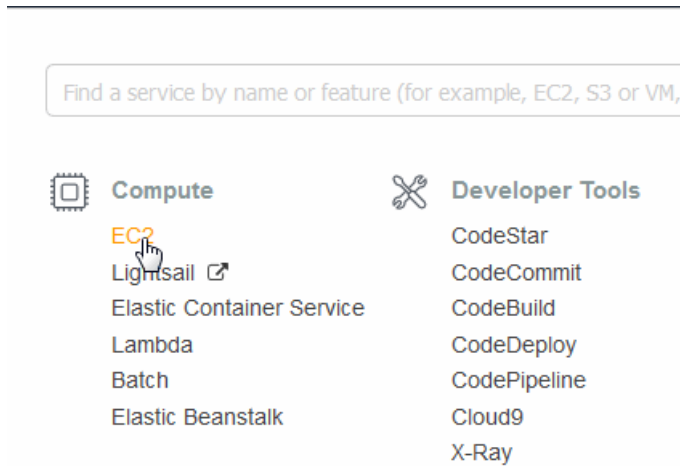 Find a service by name or feature (for example, EC2, S3 or VM,
Compute
EC2
Lightsail
Elastic Container Service
Lambda
Batch
Elastic Beanstalk
Developer Tools
CodeStar
CodeCommit
CodeBuild
CodeDeploy
CodePipeline
Cloud9
X-Ray